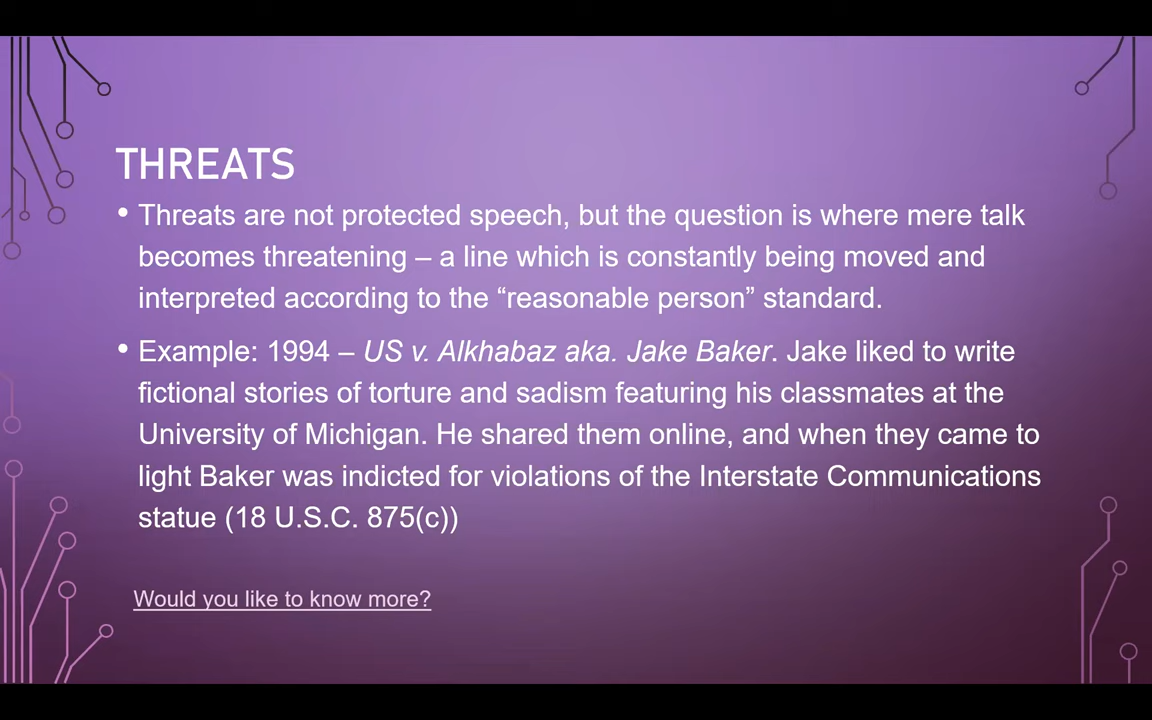 THREATS
• Threats are not protected speech, but the question is where mere talk
becomes threatening – a line which is constantly being moved and
interpreted according to the “reasonable person” standard.
• Example: 1994 – US v. Alkhabaz aka. Jake Baker. Jake liked to write
fictional stories of torture and sadism featuring his classmates at the
University of Michigan. He shared them online, and when they came to
light Baker was indicted for violations of the Interstate Communications
statue (18 U.S.C. 875(c))
Would you like to know more?